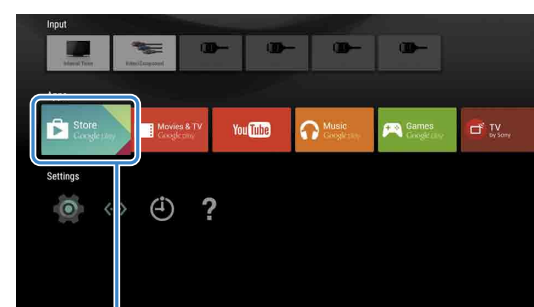 Input
Internal Tuner
Video/Component
Apps
Store
Google play
Movies & TV
Google play
YouTube
Music
Google play
Games
Google play
TV
by Sony
Settings
?